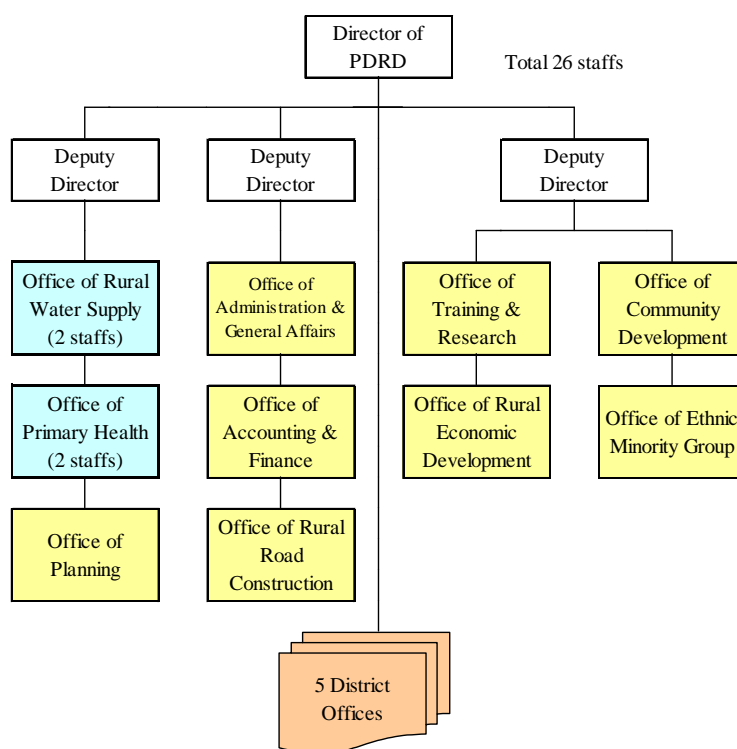 Director of
PDRD
Total 26 staffs
Deputy
Director
Deputy
Director
Deputy
Director
Office of Rural
Water Supply
(2 staffs)
Office of
Administration &
General Affairs
Office of
Training &
Research
Office of
Community
Development
Office of
Primary Health
(2 staffs)
Office of
Accounting &
Finance
Office of Rural
Economic
Development
Office of Ethnic
Minority Group
Office of
Planning
Office of Rural
Road
Construction
5 District
Offices